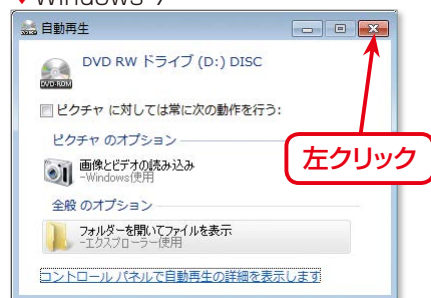 ▼Windows 7
自動再生
DVD RW ドライブ (D:) DISC
DVD-ROM
ピクチャ に対しては常に次の動作を行う:
ピクチャ のオプション
画像とビデオの読み込み
-Windows使用
左クリック
全般 のオプション
フォルダーを開いてファイルを表示
-エクスプローラー使用
コントロール パネルで自動再生の詳細を表示します